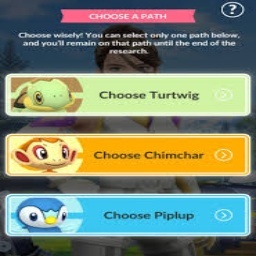 CHOOSE A PATH
?
Choose wisely! You can select only one path below,
and you'll remain on that path until the end of the
research.
Choose Turtwig
Choose Chimchar
Choose Piplup